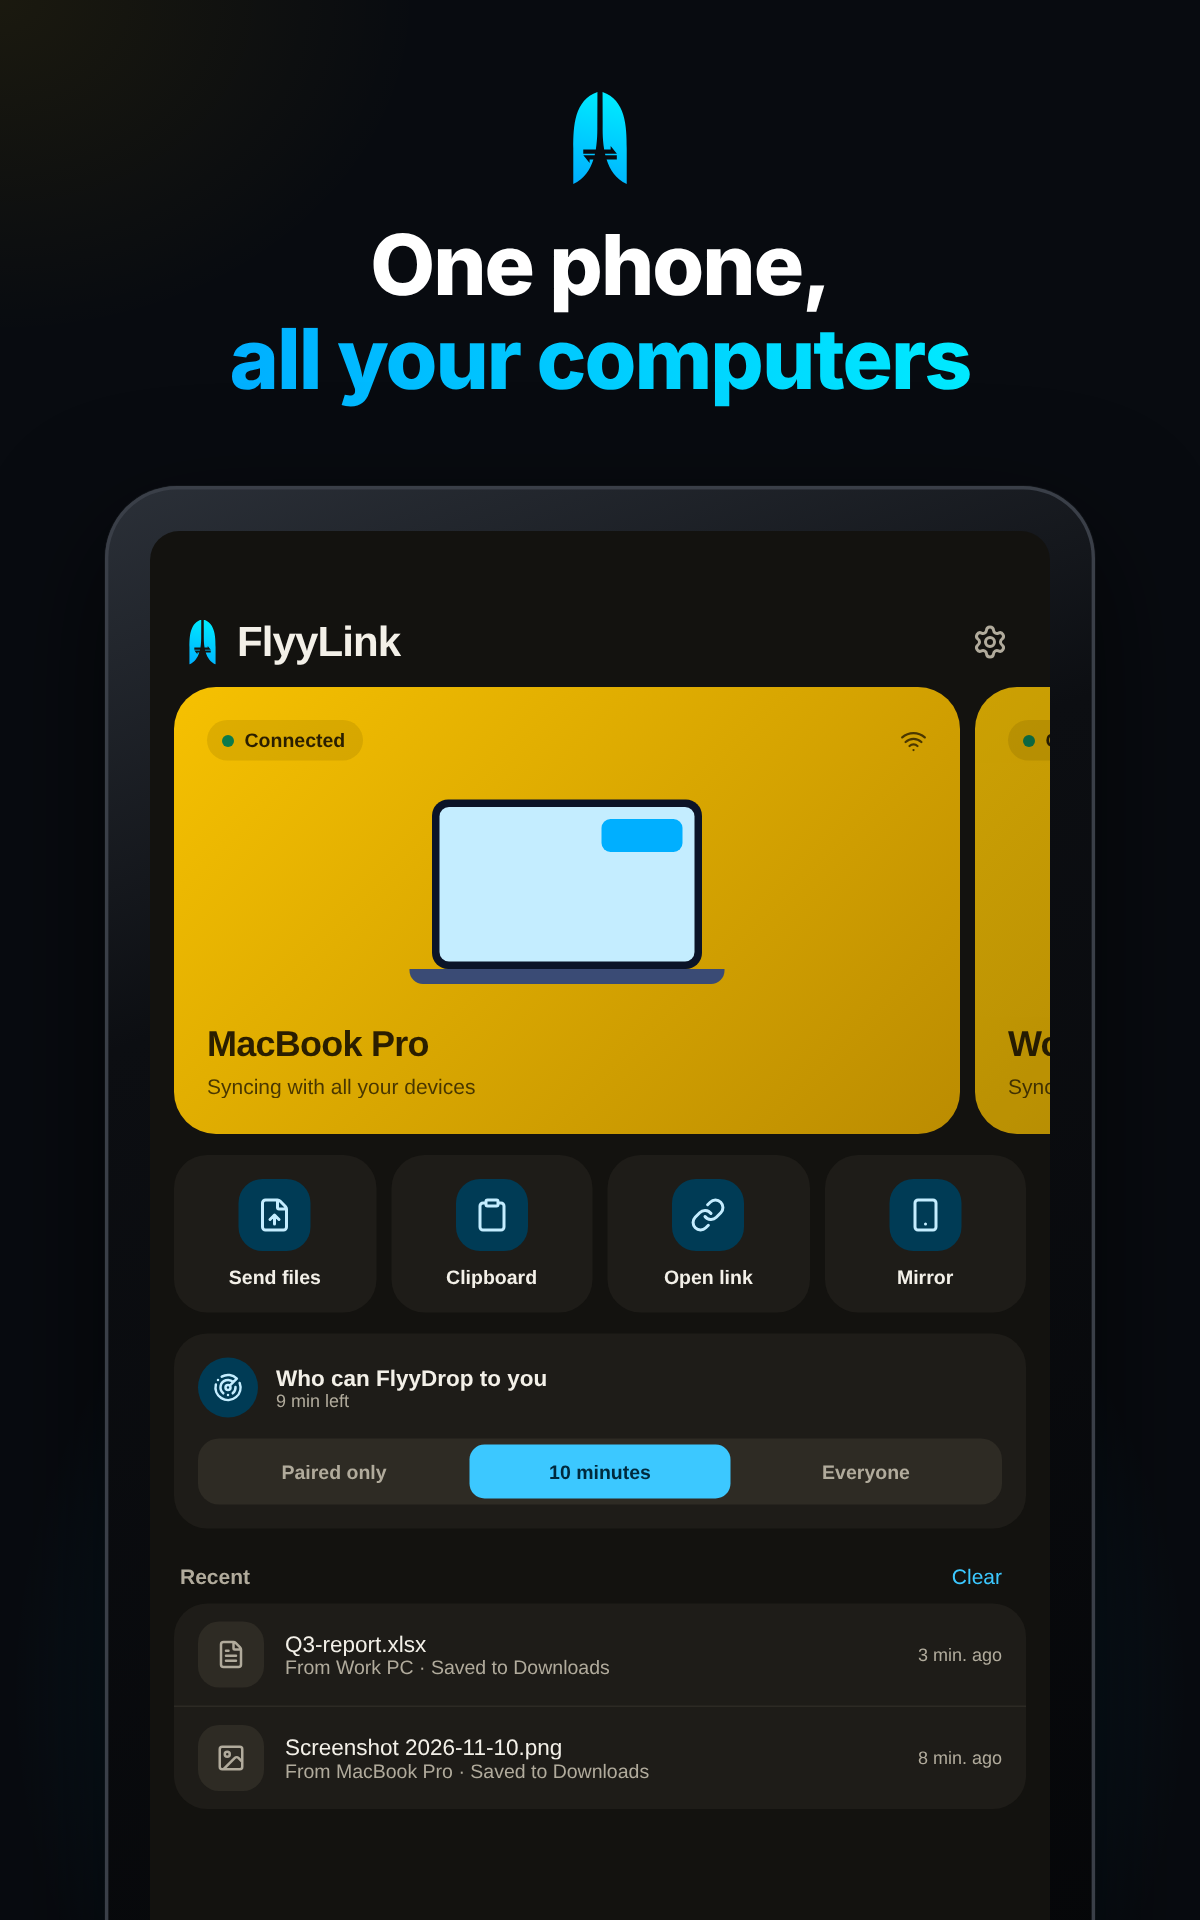 One phone,
all your computers
FlyyLink
Connected
MacBook Pro
Syncing with all your devices
Send files
Clipboard
Open link
Mirror
Who can FlyyDrop to you
9 min left
Paired only
10 minutes
Everyone
Recent
Clear
Q3-report.xlsx
From Work PC · Saved to Downloads
3 min. ago
Screenshot 2026-11-10.png
From MacBook Pro · Saved to Downloads
8 min. ago